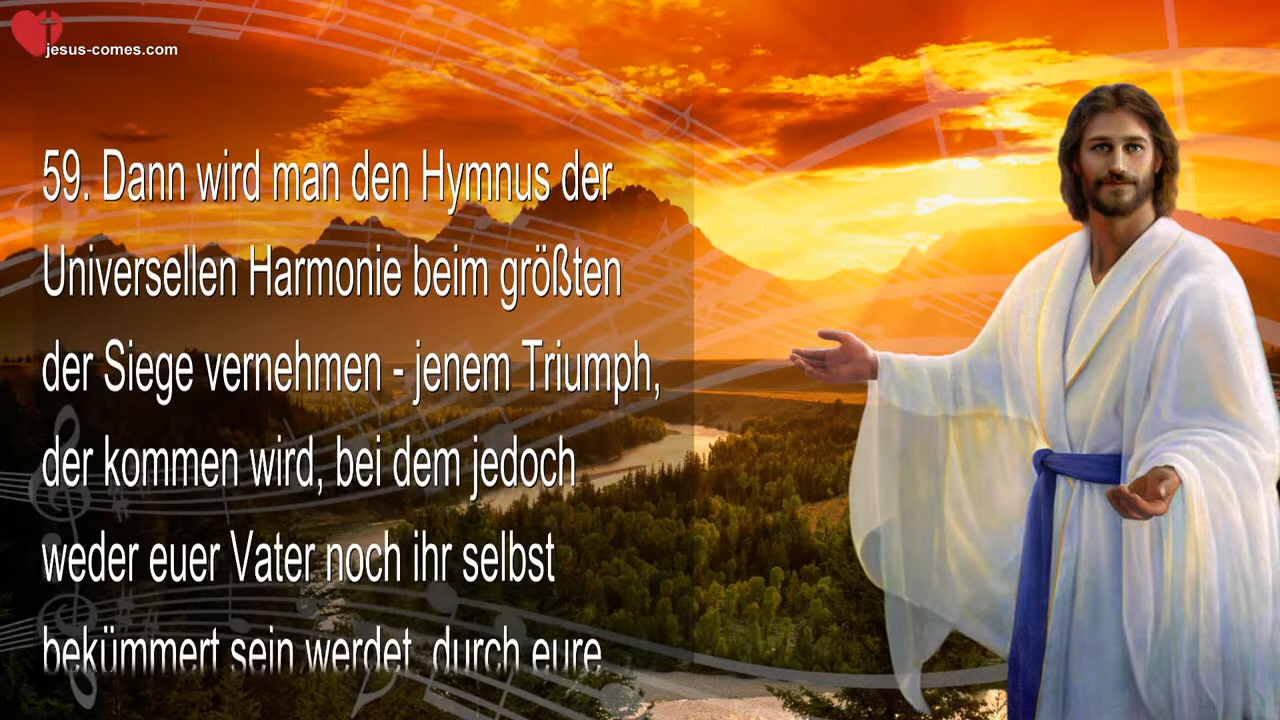 jesus-comes.com
59. Dann wird man den Hymnus der
Universellen Harmonie beim größten
der Siege vernehmen - jenem Triumph,
der kommen wird, bei dem jedoch
weder euer Vater noch ihr selbst
bekümmert sein werdet, durch eure